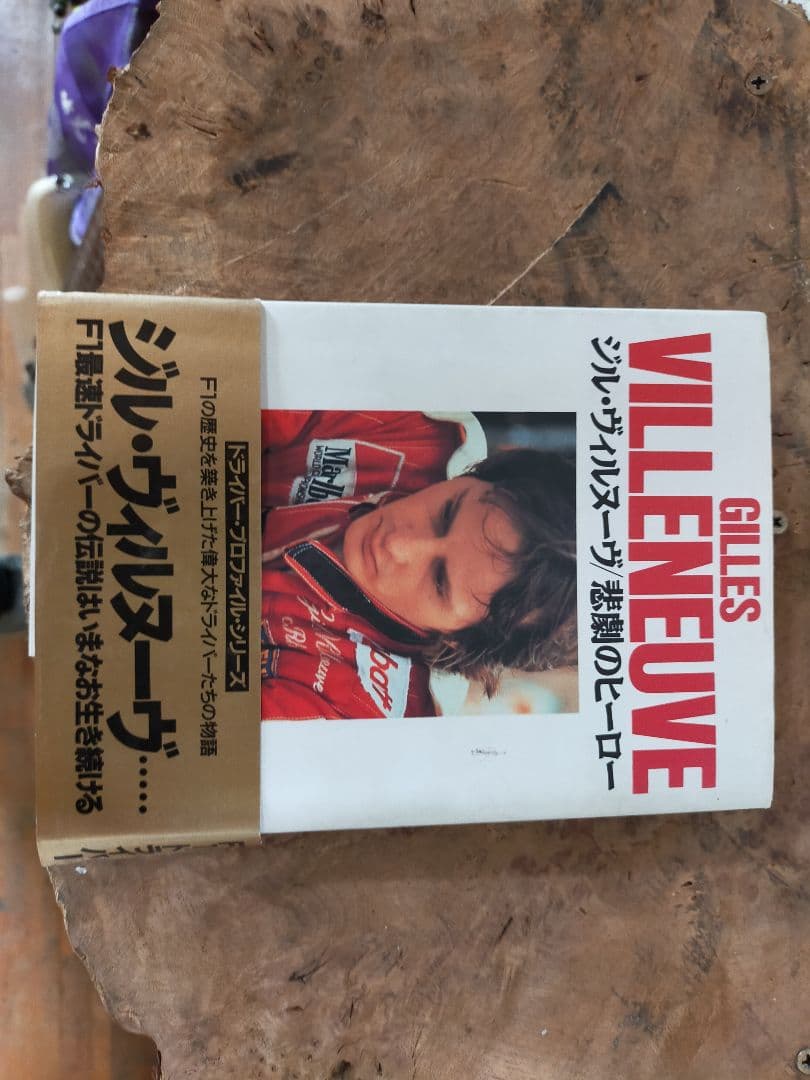 GILLES
VILLENEUVE
ジル・ヴィルヌーヴ/悲劇のヒーロー
Marlb
ドライバー・プロファイル・シリーズ
F1の歴史を築き上げた偉大なドライバーたちの物語
ジル・ヴィルヌーヴ.....
F1最速ドライバーの伝説はいまなお生き続ける